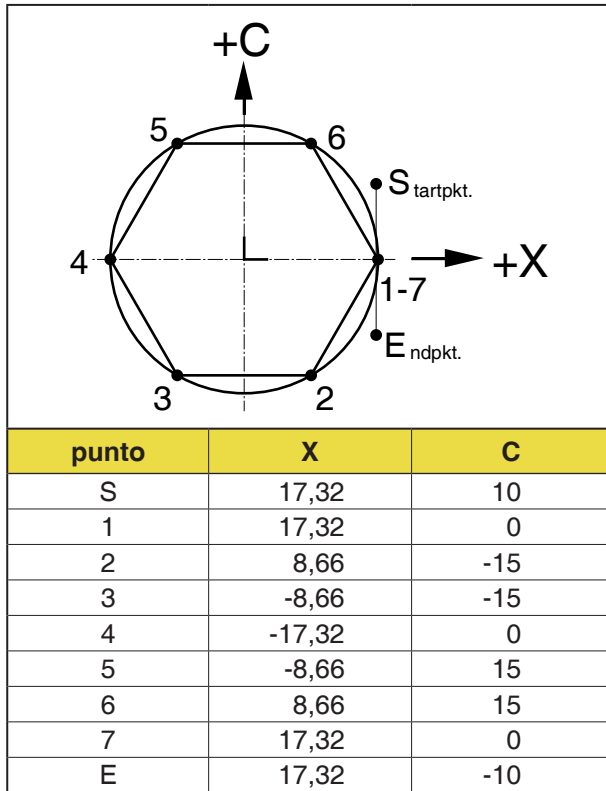 +C
5 6
S tartpkt.
4 +X
1-7
E ndpkt.
3 2
punto X C
S 17,32 10
1 17,32 0
2 8,66 -15
3 -8,66 -15
4 -17,32 0
5 -8,66 15
6 8,66 15
7 17,32 0
E 17,32 -10